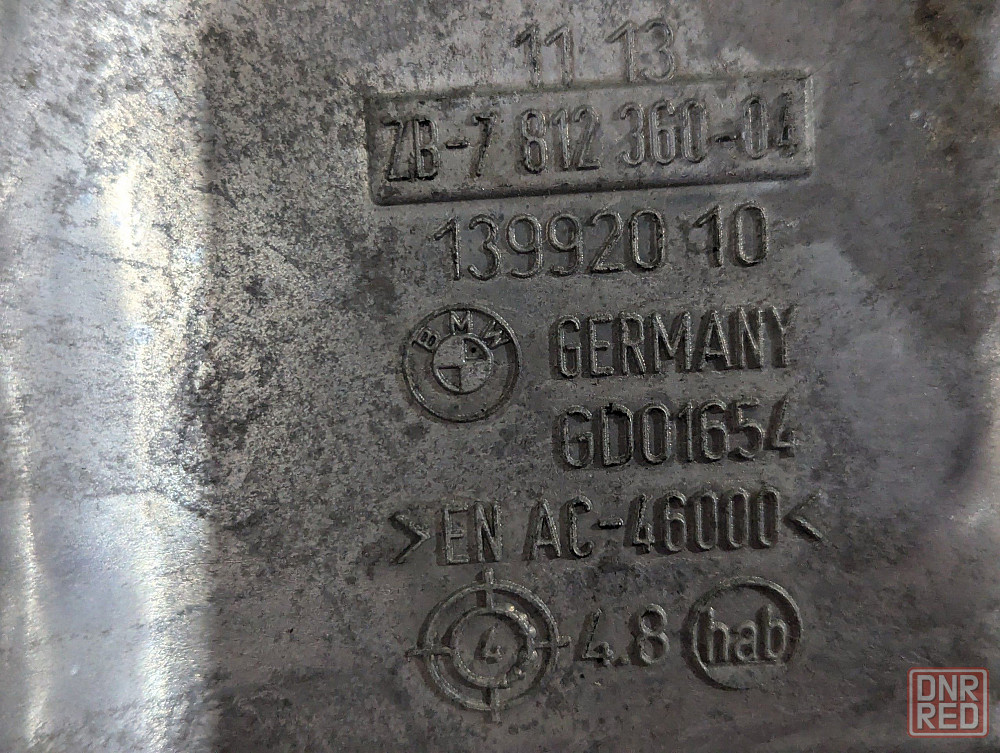 11 13
ZB-7 812 360-04
139920 10
BMW
GERMANY
GD01654
>EN AC-46000<
4
4.8
hab
DNR
RED